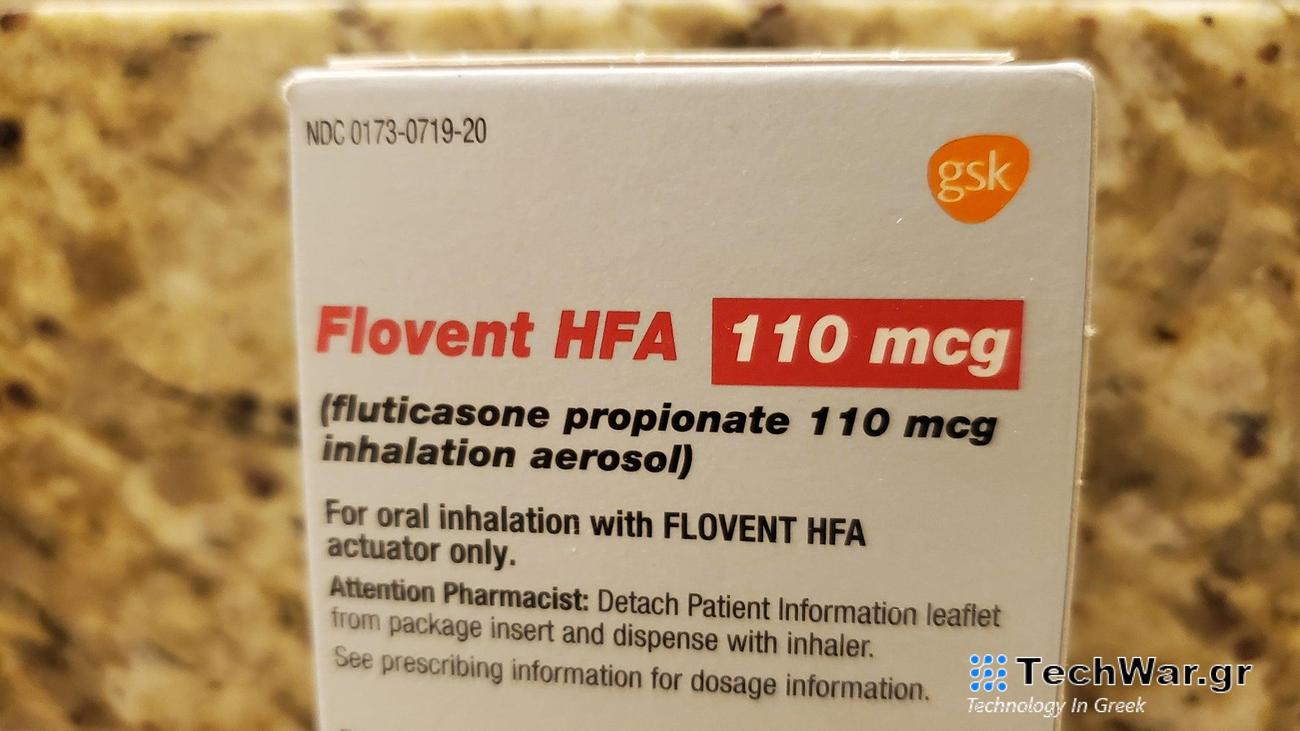 NDC 0173-0719-20
gsk
Flovent HFA 110 mcg
(fluticasone propionate 110 mcg
inhalation aerosol)
For oral inhalation with FLOVENT HFA
actuator only.
Attention Pharmacist: Detach Patient Information leaflet
from package insert and dispense with inhaler.
See prescribing information for dosage information.
TechWar.gr
Technology In Greek